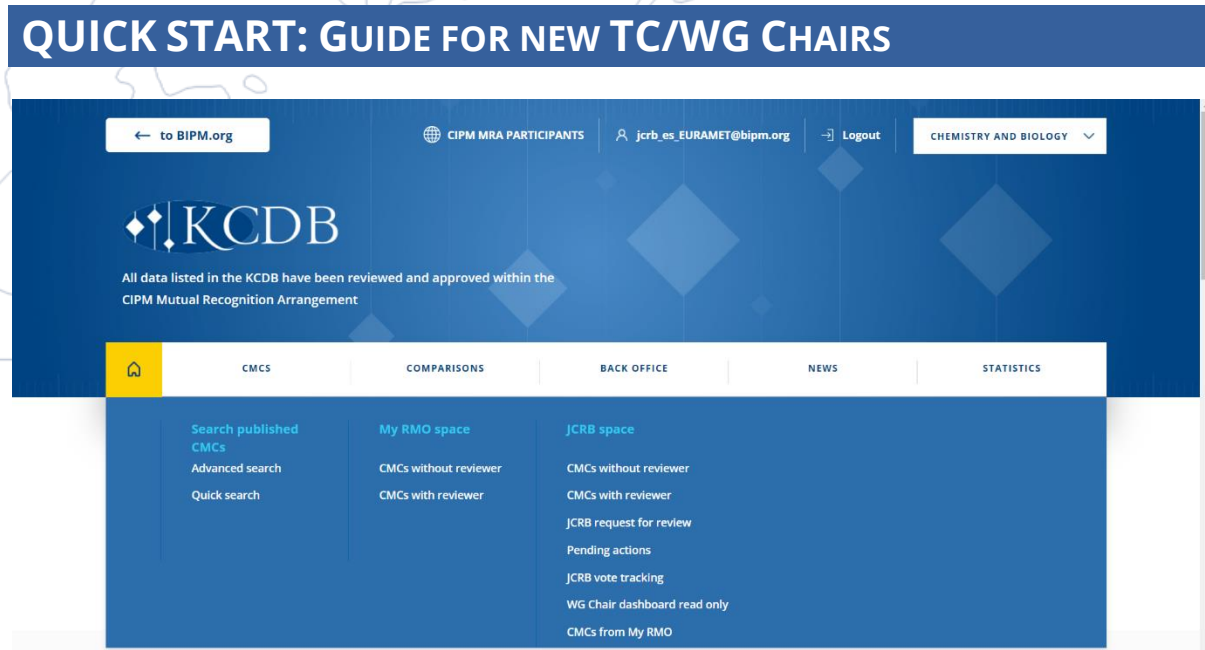 QUICK START: GUIDE FOR NEW TC/WG CHAIRS
← to BIPM.org
CIPM MRA PARTICIPANTS
jcrb_es_EURAMET@bipm.org
Logout
CHEMISTRY AND BIOLOGY
KCDB
All data listed in the KCDB have been reviewed and approved within the
CIPM Mutual Recognition Arrangement
CMCS
COMPARISONS
BACK OFFICE
NEWS
STATISTICS
Search published
CMCs
Advanced search
Quick search
My RMO space
CMCs without reviewer
CMCs with reviewer
JCRB space
CMCs without reviewer
CMCs with reviewer
JCRB request for review
Pending actions
JCRB vote tracking
WG Chair dashboard read only
CMCs from My RMO